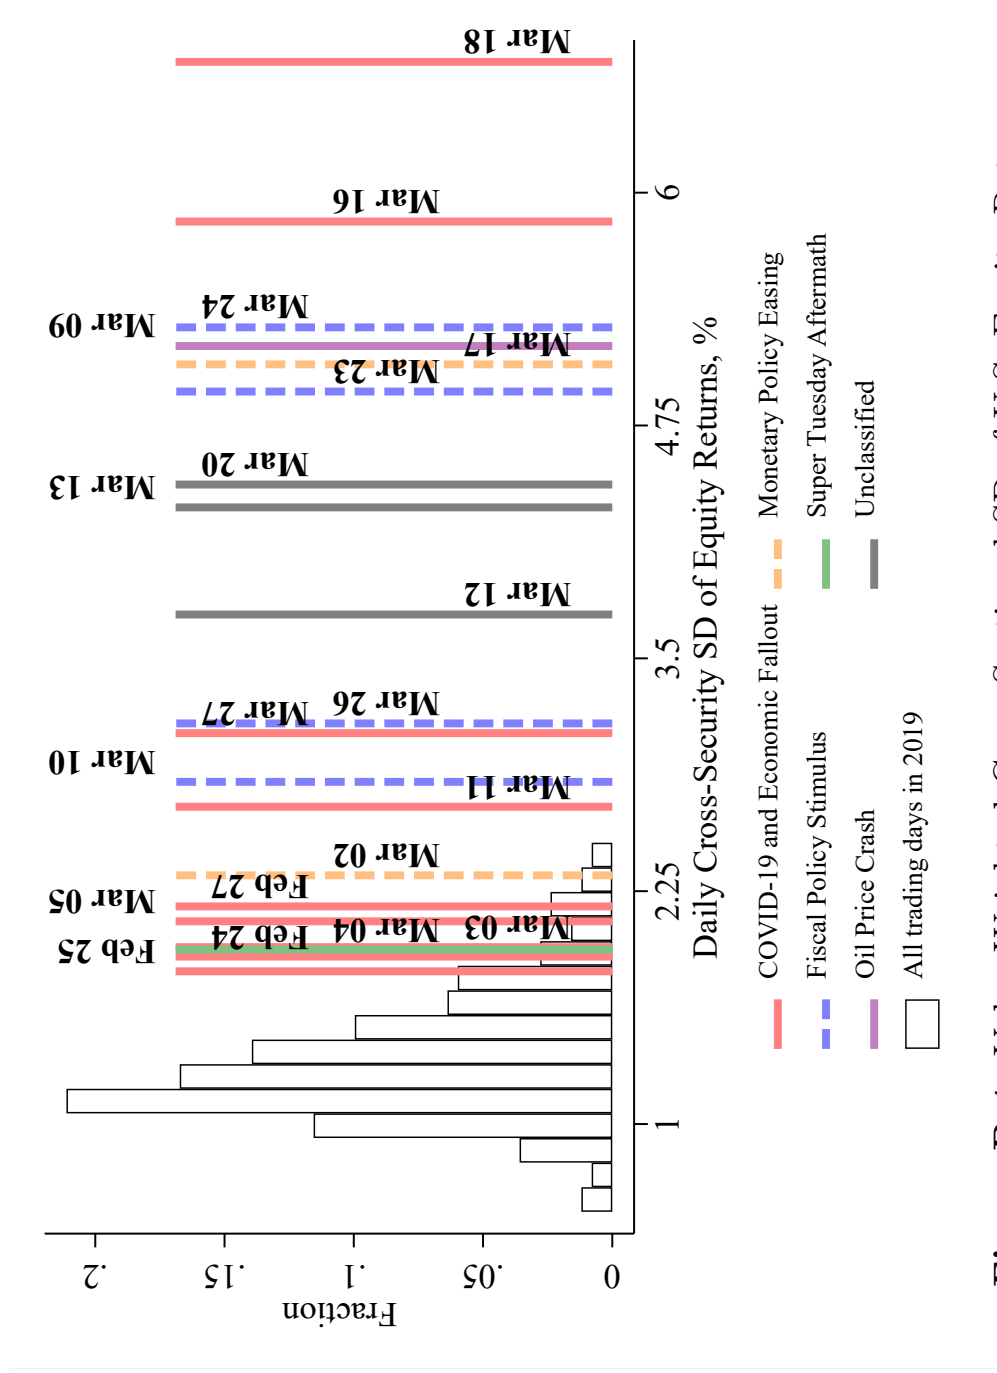 Mar 18
Mar 16
Mar 09
Mar 24
Mar 17
Mar 23
Mar 13
Mar 20
Mar 12
Mar 26
Mar 27
Mar 10
Mar 11
Mar 02
Feb 27
Mar 05
Mar 03
Mar 04
Feb 24
Feb 25
Fraction
.2
.15
.1
.05
0
1
2.25
3.5
4.75
6
Daily Cross-Security SD of Equity Returns, %
COVID-19 and Economic Fallout
Monetary Policy Easing
Fiscal Policy Stimulus
Super Tuesday Aftermath
Oil Price Crash
Unclassified
All trading days in 2019